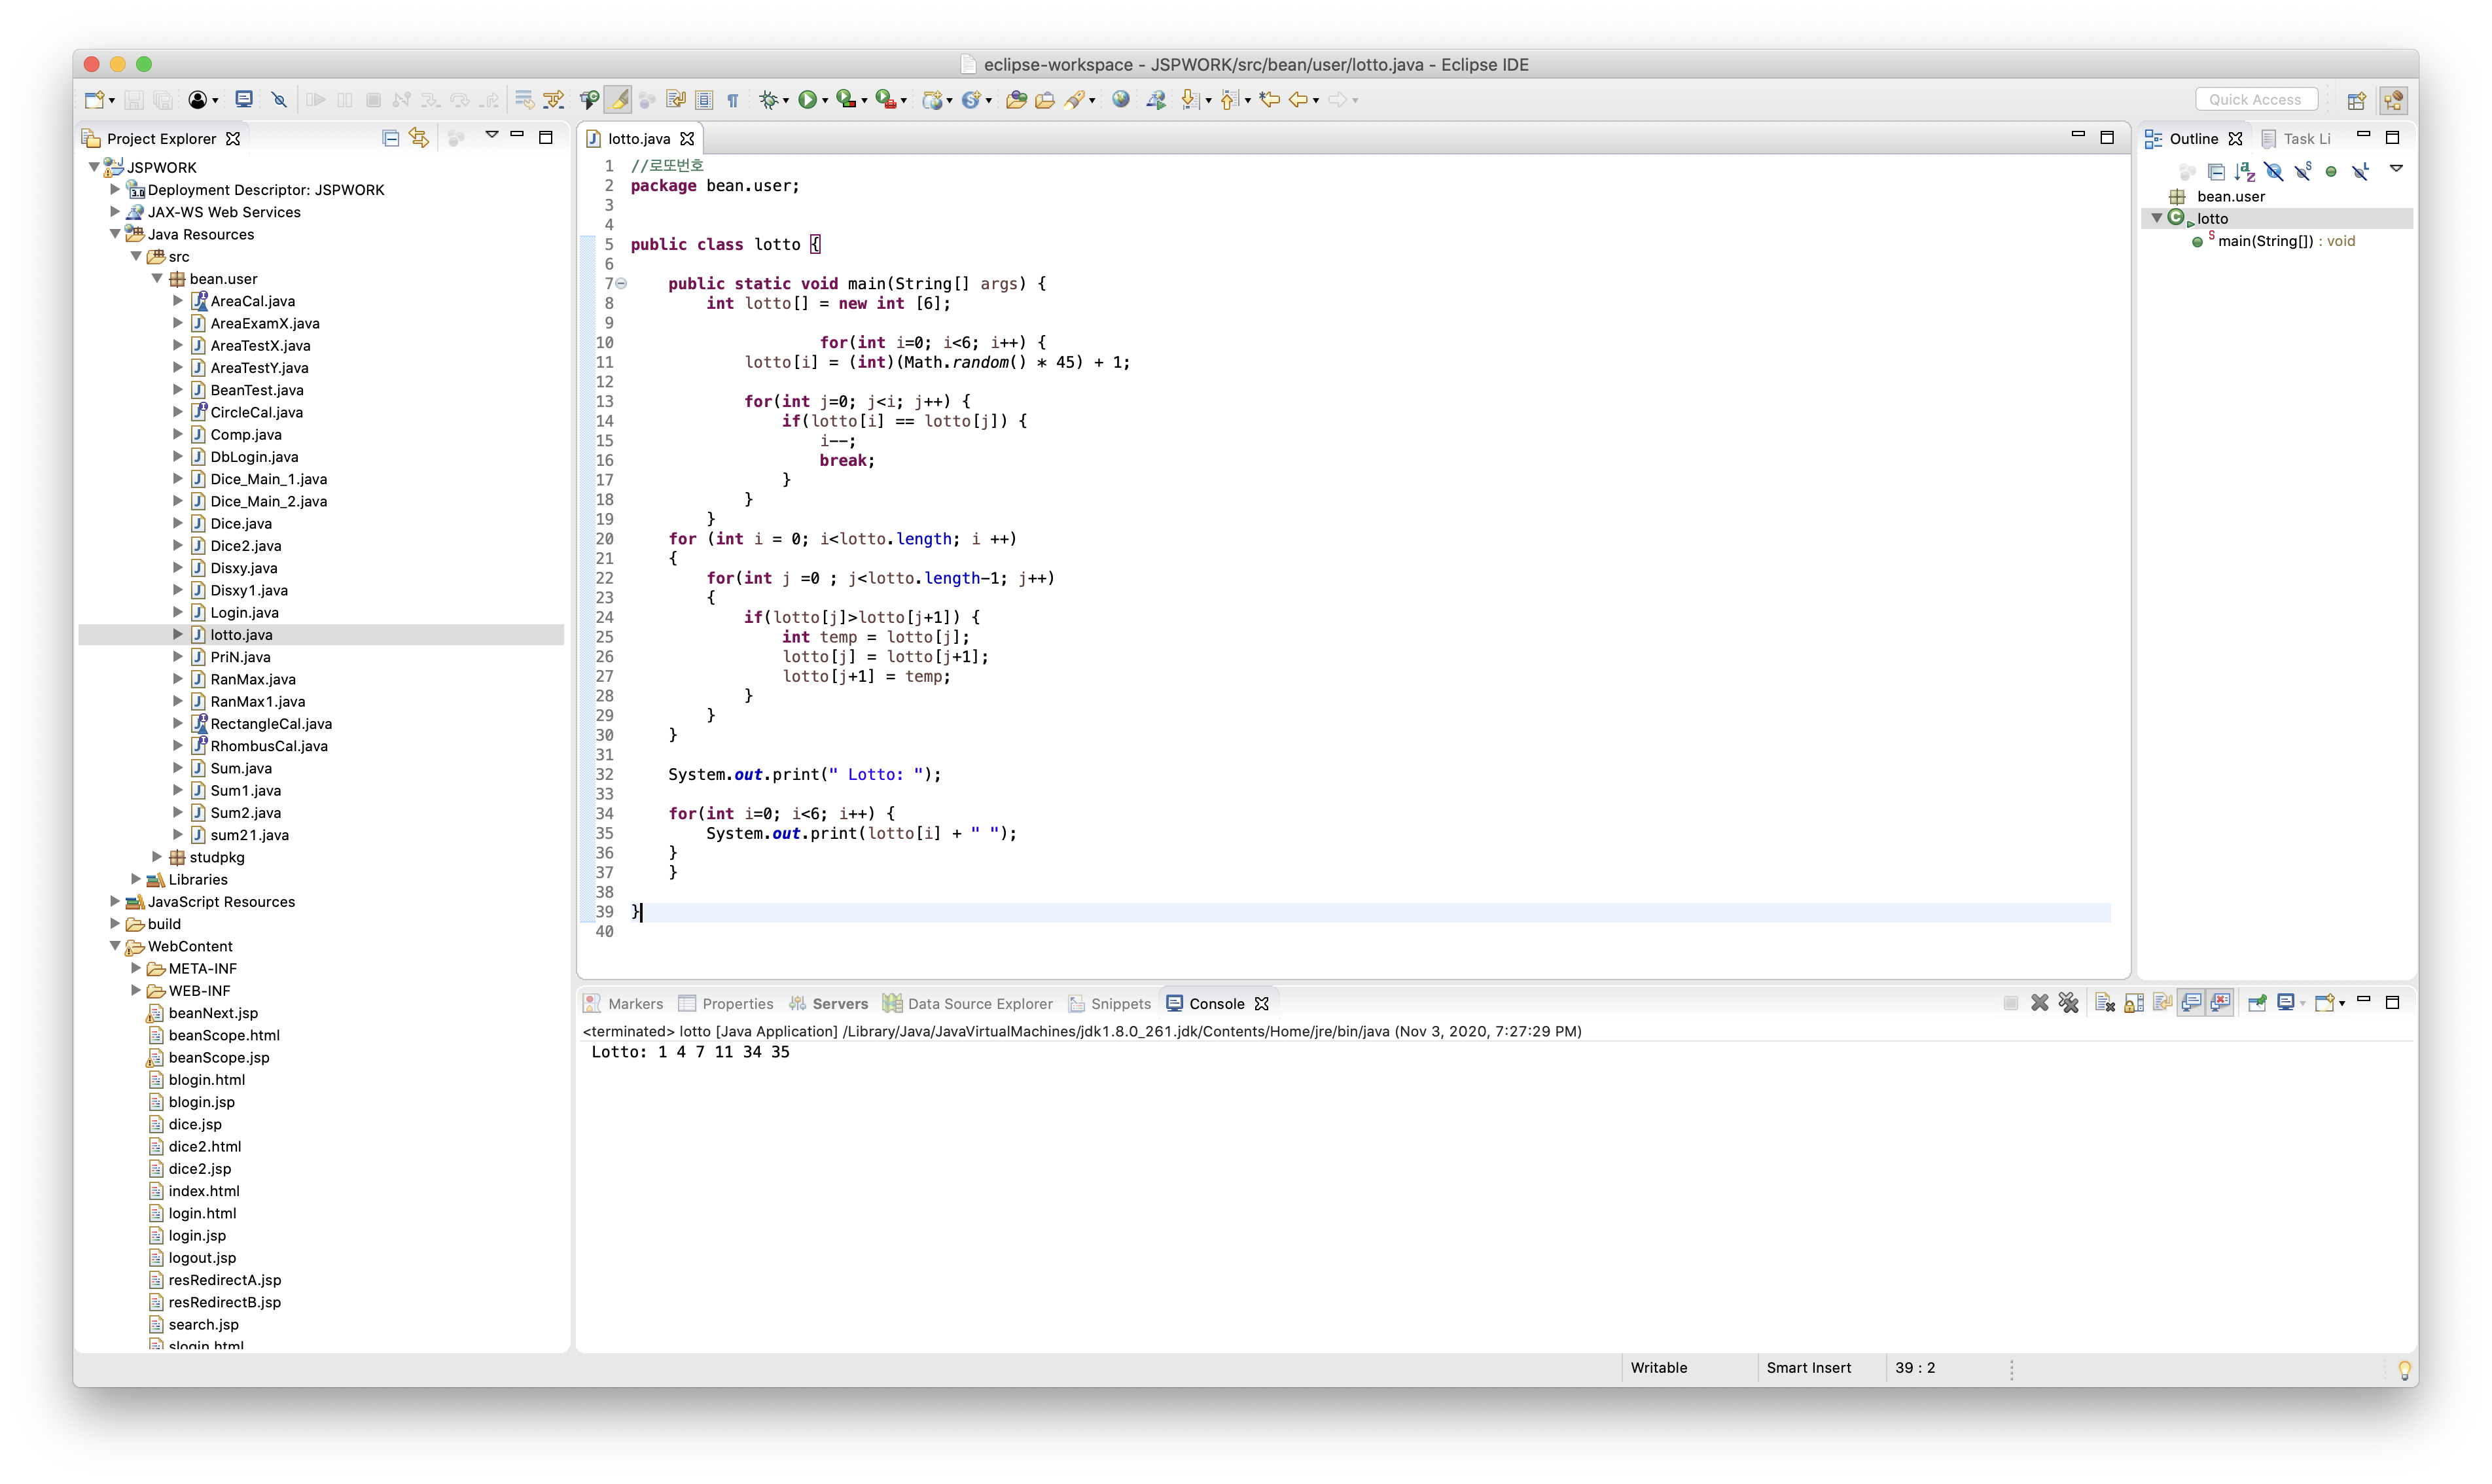 eclipse-workspace - JSPWORK/src/bean/user/lotto.java - Eclipse IDE
Quick Access
Project Explorer
JSPWORK
Deployment Descriptor: JSPWORK
JAX-WS Web Services
Java Resources
src
bean.user
AreaCal.java
AreaExamX.java
AreaTestX.java
AreaTestY.java
BeanTest.java
CircleCal.java
Comp.java
DbLogin.java
Dice_Main_1.java
Dice_Main_2.java
Dice.java
Dice2.java
Disxy.java
Disxy1.java
Login.java
lotto.java
PriN.java
RanMax.java
RanMax1.java
RectangleCal.java
RhombusCal.java
Sum.java
Sum1.java
Sum2.java
sum21.java
studpkg
Libraries
JavaScript Resources
build
WebContent
META-INF
WEB-INF
beanNext.jsp
beanScope.html
beanScope.jsp
blogin.html
blogin.jsp
dice.jsp
dice2.html
dice2.jsp
index.html
login.html
login.jsp
logout.jsp
resRedirectA.jsp
resRedirectB.jsp
search.jsp
slogin.html
lotto.java
1 //로또번호
2 package bean.user;
3
4
5 public class lotto {
6
7     public static void main(String[] args) {
8         int lotto[] = new int [6];
9
10                     for(int i=0; i<6; i++) {
11             lotto[i] = (int)(Math.random() * 45) + 1;
12
13             for(int j=0; j<i; j++) {
14                 if(lotto[i] == lotto[j]) {
15                     i--;
16                     break;
17                 }
18             }
19         }
20     for (int i = 0; i<lotto.length; i ++)
21     {
22         for(int j =0 ; j<lotto.length-1; j++)
23         {
24             if(lotto[j]>lotto[j+1]) {
25                 int temp = lotto[j];
26                 lotto[j] = lotto[j+1];
27                 lotto[j+1] = temp;
28             }
29         }
30     }
31
32     System.out.print(" Lotto: ");
33
34     for(int i=0; i<6; i++) {
35         System.out.print(lotto[i] + " ");
36     }
37     }
38
39 }
40
Outline Task Li
bean.user
lotto
main(String[]) : void
Markers Properties Servers Data Source Explorer Snippets Console
<terminated> lotto [Java Application] /Library/Java/JavaVirtualMachines/jdk1.8.0_261.jdk/Contents/Home/jre/bin/java (Nov 3, 2020, 7:27:29 PM)
Lotto: 1 4 7 11 34 35
Writable Smart Insert 39 : 2